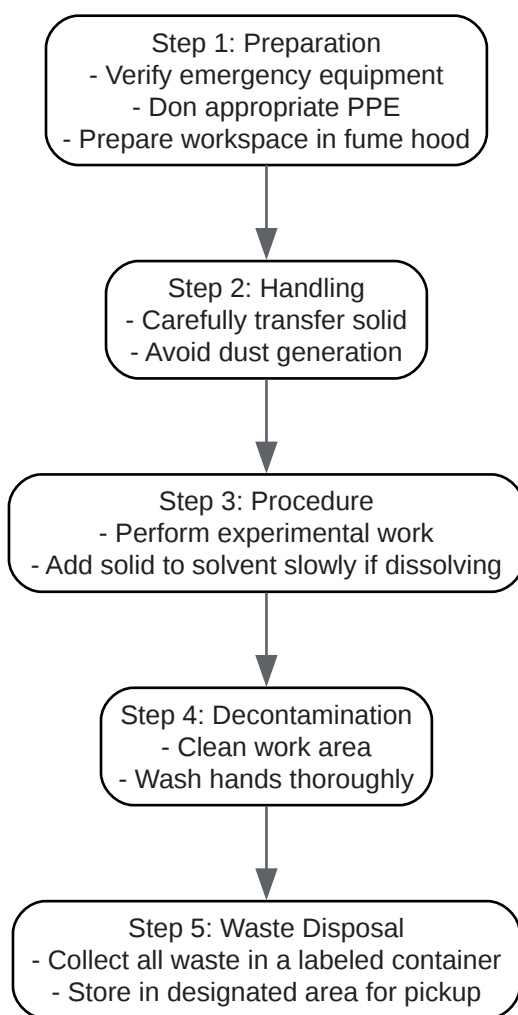 Step 1: Preparation
- Verify emergency equipment
- Don appropriate PPE
- Prepare workspace in fume hood
Step 2: Handling
- Carefully transfer solid
- Avoid dust generation
Step 3: Procedure
- Perform experimental work
- Add solid to solvent slowly if dissolving
Step 4: Decontamination
- Clean work area
- Wash hands thoroughly
Step 5: Waste Disposal
- Collect all waste in a labeled container
- Store in designated area for pickup